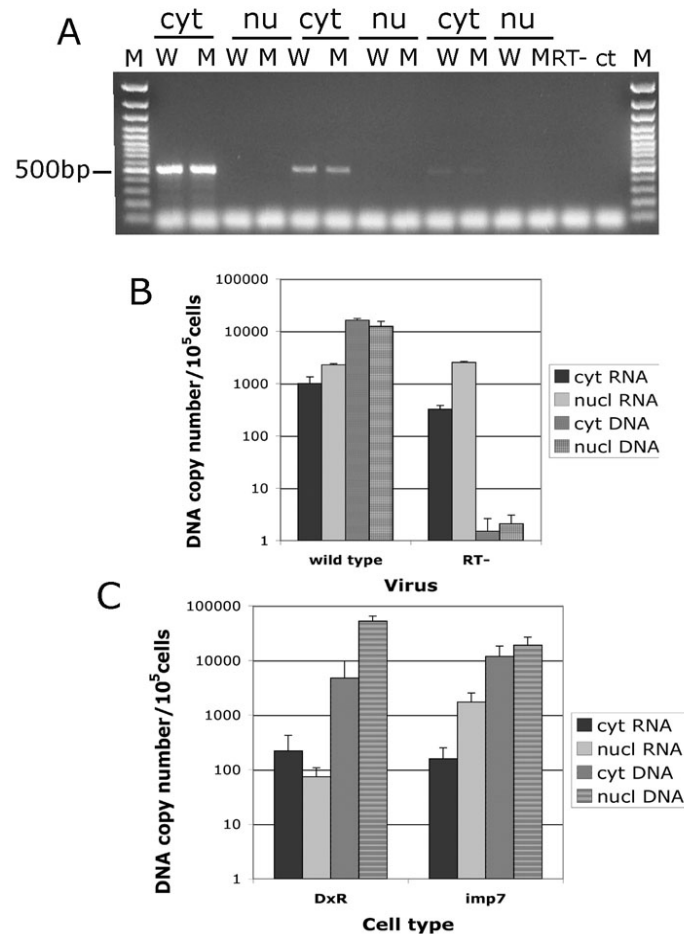 A
cyt nu cyt nu cyt nu
M W M W M W M W M W M W M RT- ct M
500bp
B
100000
10000
1000
100
10
1
DNA copy number/10⁵cells
wild type RT-
Virus
cyt RNA
nucl RNA
cyt DNA
nucl DNA
C
100000
10000
1000
100
10
1
DNA copy number/10⁵cells
DxR imp7
Cell type
cyt RNA
nucl RNA
cyt DNA
nucl DNA